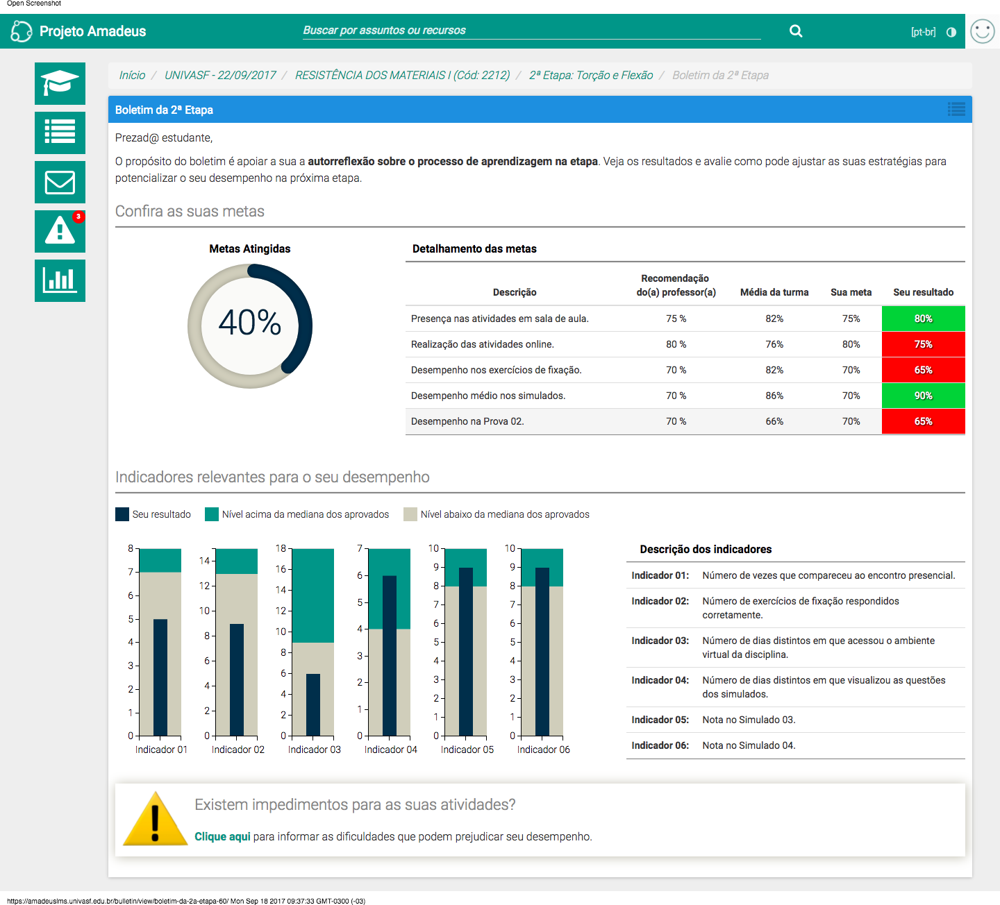 Open Screenshot
Projeto Amadeus
Buscar por assuntos ou recursos
[pt-br]
3
Início / UNIVASF - 22/09/2017 / RESISTÊNCIA DOS MATERIAIS I (Cód: 2212) / 2ª Etapa: Torção e Flexão / Boletim da 2ª Etapa
Boletim da 2ª Etapa
Prezad@ estudante,
O propósito do boletim é apoiar a sua a autorreflexão sobre o processo de aprendizagem na etapa. Veja os resultados e avalie como pode ajustar as suas estratégias para
potencializar o seu desempenho na próxima etapa.
Confira as suas metas
Metas Atingidas
40%
Detalhamento das metas
Descrição Recomendação do(a) professor(a) Média da turma Sua meta Seu resultado
Presença nas atividades em sala de aula. 75 % 82% 75% 80%
Realização das atividades online. 80 % 76% 80% 75%
Desempenho nos exercícios de fixação. 70 % 82% 70% 65%
Desempenho médio nos simulados. 70 % 86% 70% 90%
Desempenho na Prova 02. 70 % 66% 70% 65%
Indicadores relevantes para o seu desempenho
Seu resultado Nível acima da mediana dos aprovados Nível abaixo da mediana dos aprovados
8 7 6 5 4 3 2 1 0
Indicador 01
14 12 10 8 6 4 2 0
Indicador 02
18 16 14 12 10 8 6 4 2 0
Indicador 03
7 6 5 4 3 2 1 0
Indicador 04
10 9 8 7 6 5 4 3 2 1 0
Indicador 05
10 9 8 7 6 5 4 3 2 1 0
Indicador 06
Descrição dos indicadores
Indicador 01: Número de vezes que compareceu ao encontro presencial.
Indicador 02: Número de exercícios de fixação respondidos
corretamente.
Indicador 03: Número de dias distintos em que acessou o ambiente
virtual da disciplina.
Indicador 04: Número de dias distintos em que visualizou as questões
dos simulados.
Indicador 05: Nota no Simulado 03.
Indicador 06: Nota no Simulado 04.
Existem impedimentos para as suas atividades?
Clique aqui para informar as dificuldades que podem prejudicar seu desempenho.
https://amadeuslms.univasf.edu.br/bulletin/view/boletim-da-2a-etapa-60/ Mon Sep 18 2017 09:37:33 GMT-0300 (-03)